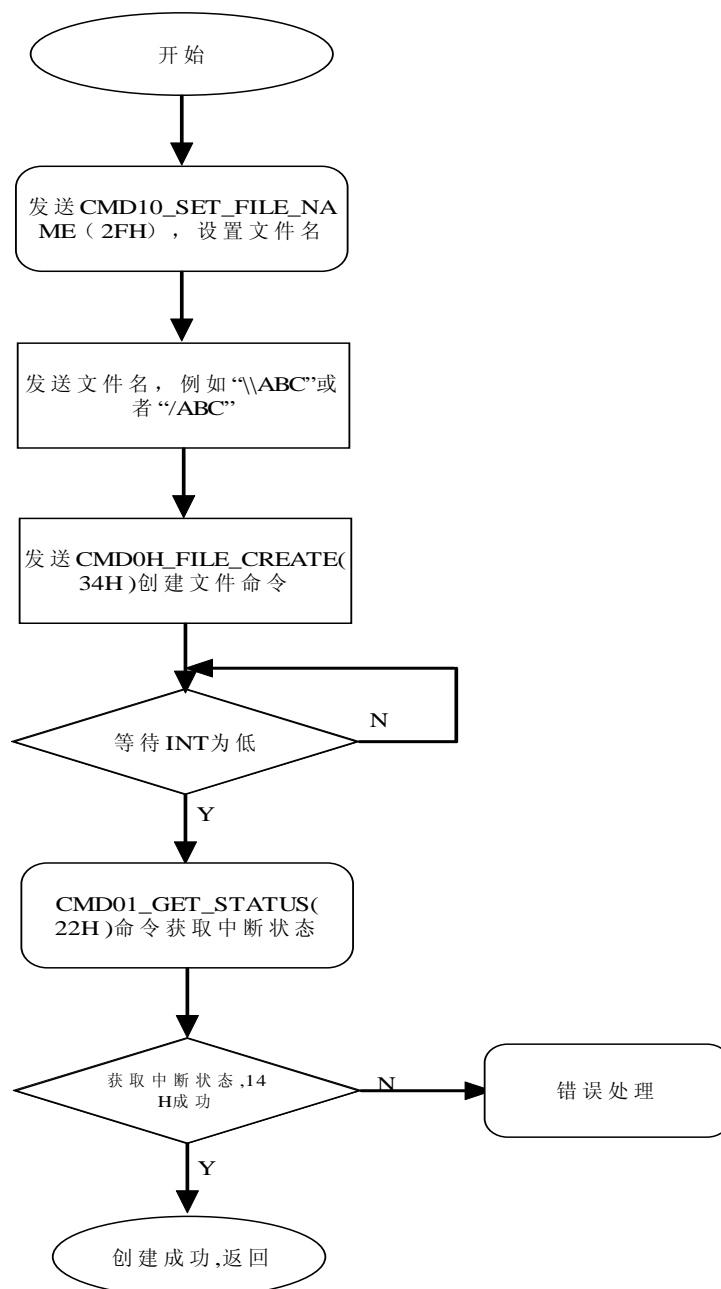 开始
发送CMD10_SET_FILE_NA
ME（2FH），设置文件名
发送文件名，例如“\\ABC”或
者“/ABC”
发送CMD0H_FILE_CREATE(
34H)创建文件命令
等待INT为低
N
Y
CMD01_GET_STATUS(
22H)命令获取中断状态
获取中断状态,14
H成功
N
错误处理
Y
创建成功,返回